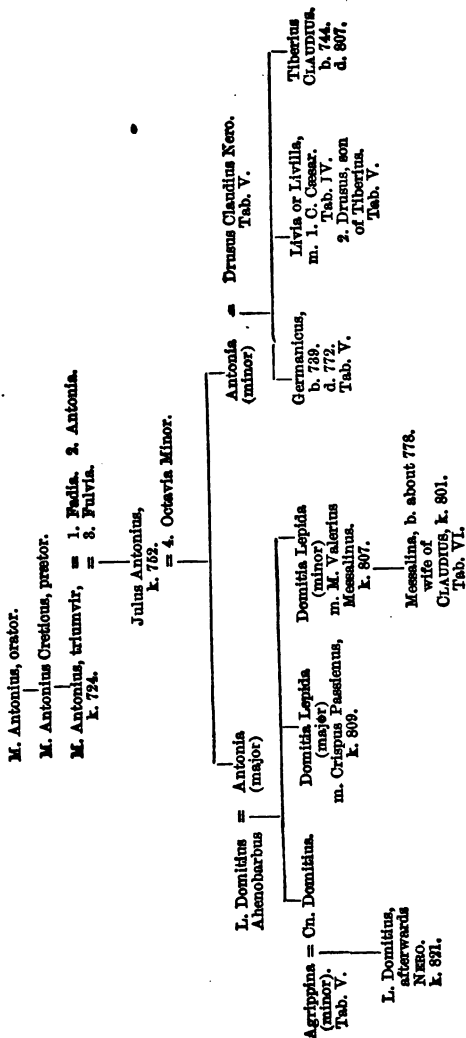 M. Antonius, orator.
M. Antonius Creticus, prætor.
M. Antonius, triumvir, = 1. Fadia. 2. Antonia.
k. 724. = 3. Fulvia.
Julus Antonius,
k. 752.
= 4. Octavia Minor.
L. Domitius = Antonia
Ahenobarbus (major)
Antonia = Drusus Claudius Nero.
(minor) Tab. V.
Agrippina = Cn. Domitius.
(minor).
Tab. V.
Domitia Lepida
(major)
m. Crispus Passienus,
k. 809.
Domitia Lepida
(minor)
m. M. Valerius
Messalinus.
k. 807.
Germanicus,
b. 739.
d. 772.
Tab. V.
Livia or Livilla,
m. 1. C. Cæsar.
Tab. IV.
2. Drusus, son
of Tiberius.
Tab. V.
Tiberius
CLAUDIUS.
b. 744.
d. 807.
L. Domitius,
afterwards
NERO.
k. 821.
Messalina, b. about 778.
wife of
CLAUDIUS, k. 801.
Tab. VI.